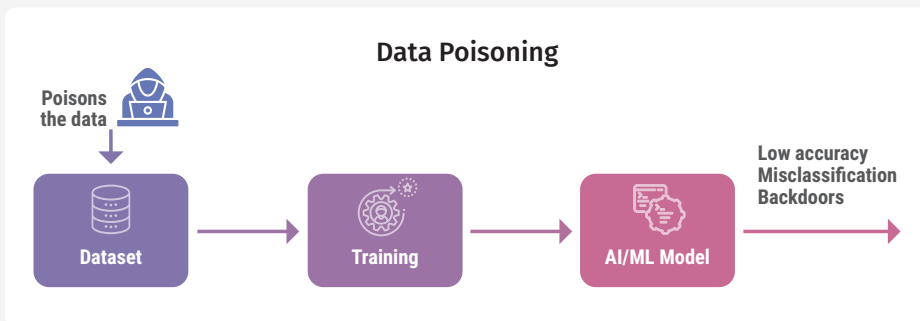 Data Poisoning
Poisons
the data
Dataset
Training
AI/ML Model
Low accuracy
Misclassification
Backdoors